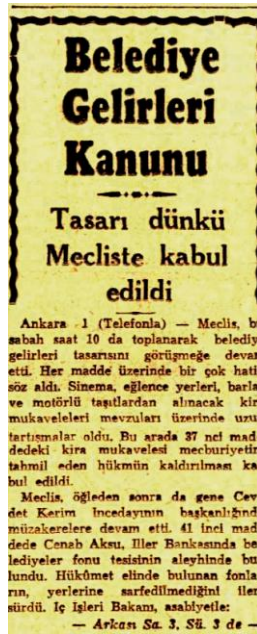 Belediye
Gelirleri
Kanunu
Tasarı dünkü
Mecliste kabul
edildi
Ankara 1 (Telefonla) — Meclis, b
sabah saat 10 da toplanarak belediy
gelirleri tasarısını görüşmeğe devam
etti. Her madde üzerinde bir çok hati
söz aldı. Sinema, eğlence yerleri, barla
ve motörlü taşıtlardan alınacak kir
mukaveleleri mevzuları üzerinde uzu
tartışmalar oldu. Bu arada 37 nci mad
dedeki kira mukavelesi mecburiyetin
tahmil eden hükmün kaldırılması ka
bul edildi.
Meclis, öğleden sonra da gene Cev
det Kerim İncedayının başkanlığınd
müzakerelere devam etti. 41 inci mad
dede Cenab Aksu, İller Bankasında be
lediyeler fonu tesisinin aleyhinde bu
lundu. Hükûmet elinde bulunan fonla
rın, yerlerine sarfedilmediğini iler
sürdü. İç İşleri Bakanı, asabiyetle:
— Arkası Sa. 3, Sü. 3 de —